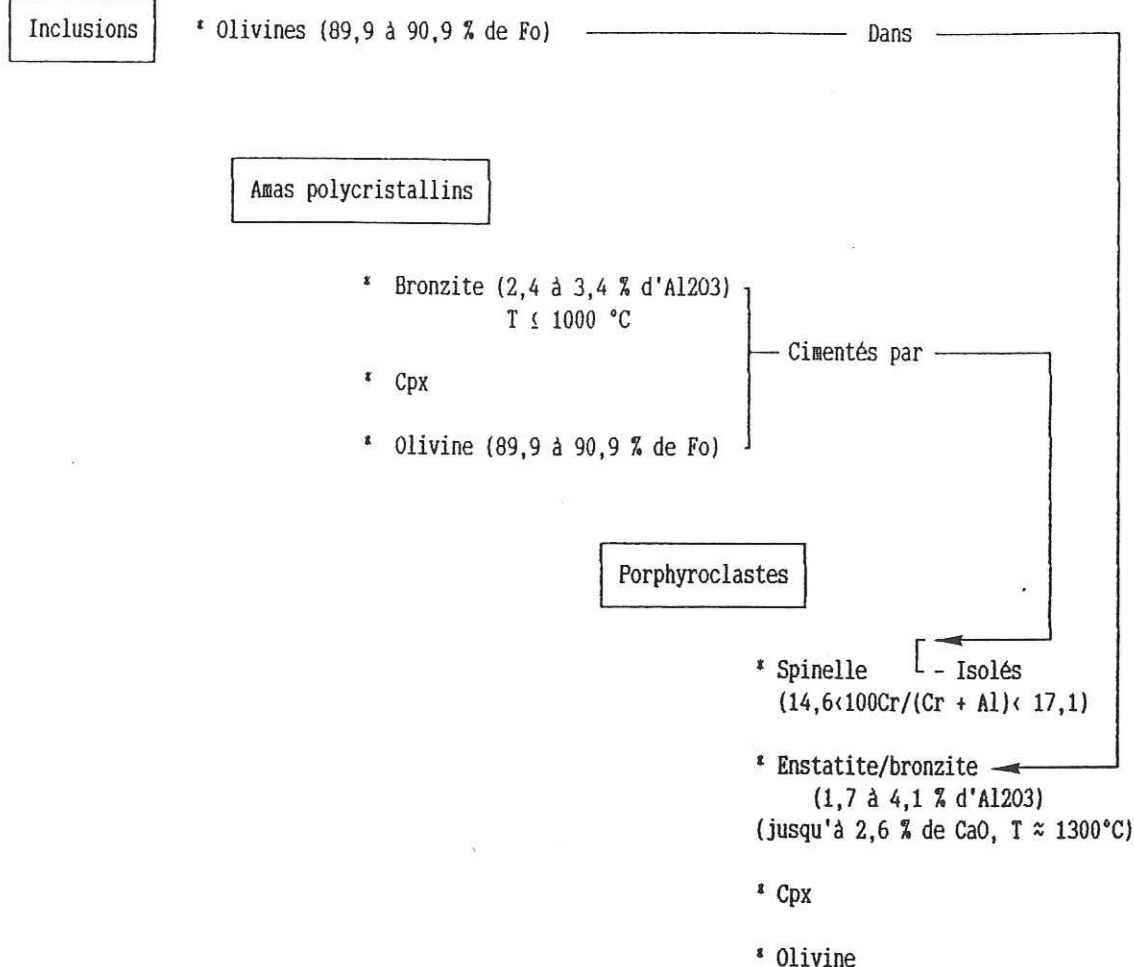 Inclusions * Olivines (89,9 à 90,9 % de Fo) Dans
Amas polycristallins
* Bronzite (2,4 à 3,4 % d'Al2O3)
T ≤ 1000 °C
Cimentés par
* Cpx
* Olivine (89,9 à 90,9 % de Fo)
Porphyroclastes
* Spinelle - Isolés
(14,6<100Cr/(Cr + Al)< 17,1)
* Enstatite/bronzite
(1,7 à 4,1 % d'Al2O3)
(jusqu'à 2,6 % de CaO, T ≈ 1300°C)
* Cpx
* Olivine